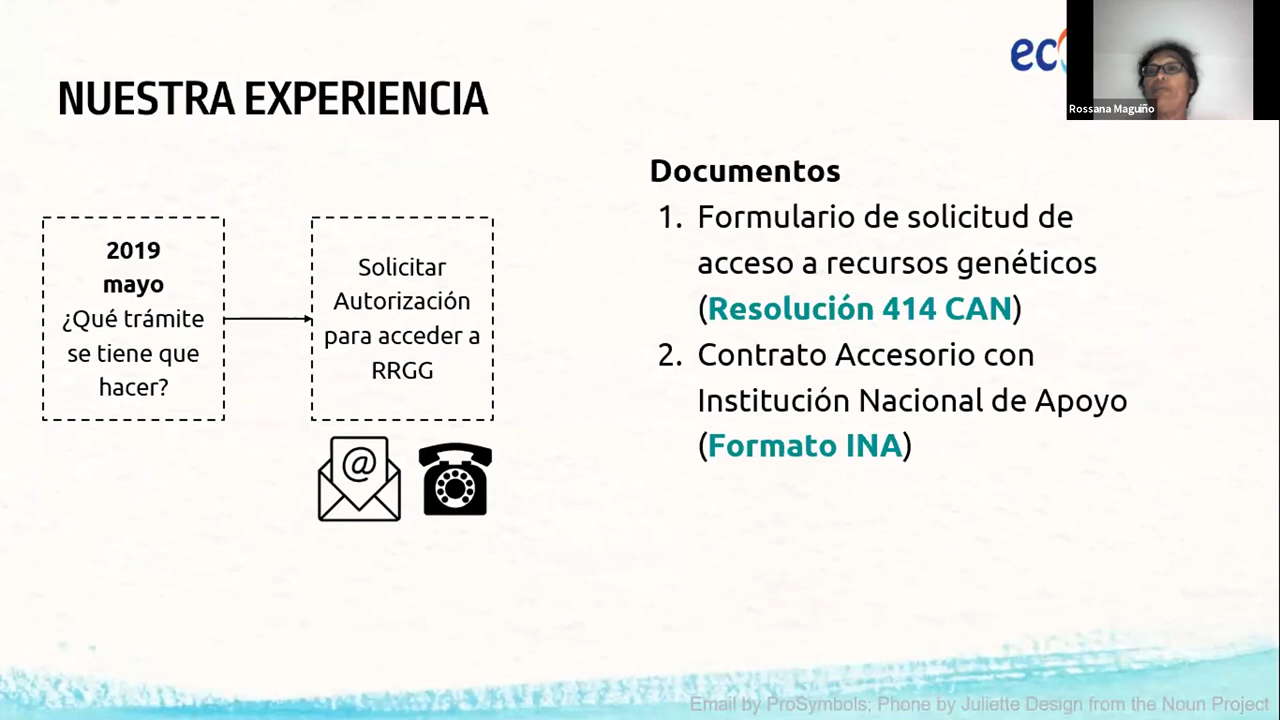 NUESTRA EXPERIENCIA
Rossana Maguiño
2019
mayo
¿Qué trámite
se tiene que
hacer?
Solicitar
Autorización
para acceder a
RRGG
@
Documentos
1. Formulario de solicitud de
acceso a recursos genéticos
(Resolución 414 CAN)
2. Contrato Accesorio con
Institución Nacional de Apoyo
(Formato INA)
Email by ProSymbols; Phone by Juliette Design from the Noun Project